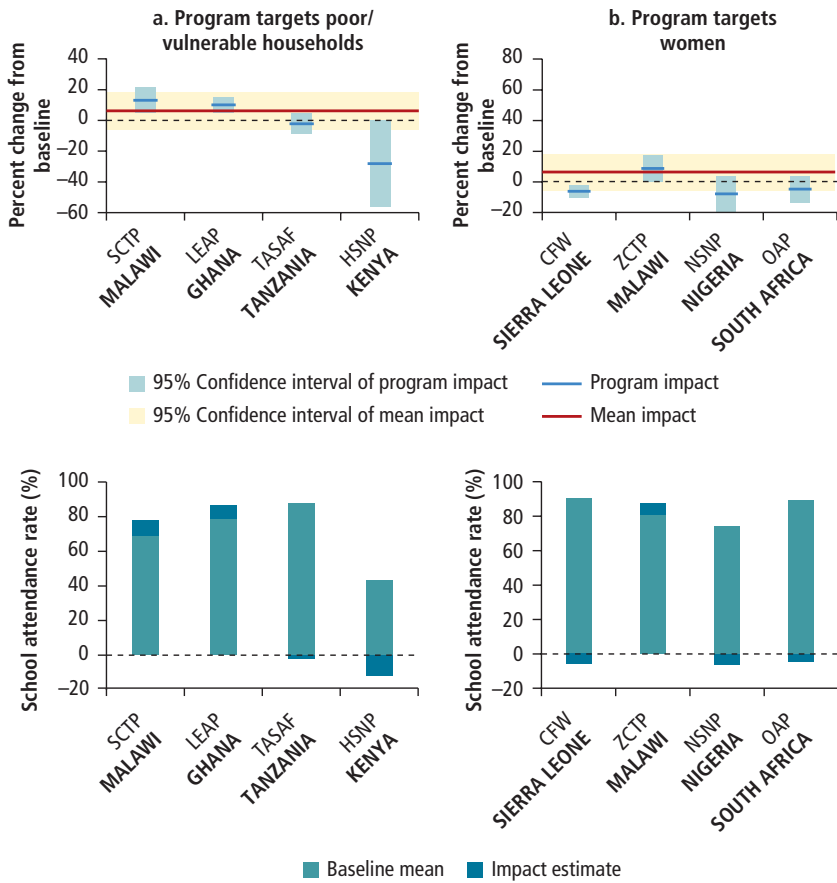 a. Program targets poor/
vulnerable households
Percent change from
baseline
40
20
0
–20
–40
–60
SCTP
MALAWI
LEAP
GHANA
TASAF
TANZANIA
HSNP
KENYA
b. Program targets
women
Percent change from
baseline
80
60
40
20
0
–20
CFW
SIERRA LEONE
ZCTP
MALAWI
NSNP
NIGERIA
OAP
SOUTH AFRICA
95% Confidence interval of program impact
Program impact
95% Confidence interval of mean impact
Mean impact
School attendance rate (%)
100
80
60
40
20
0
–20
SCTP
MALAWI
LEAP
GHANA
TASAF
TANZANIA
HSNP
KENYA
School attendance rate (%)
100
80
60
40
20
0
–20
CFW
SIERRA LEONE
ZCTP
MALAWI
NSNP
NIGERIA
OAP
SOUTH AFRICA
Baseline mean
Impact estimate